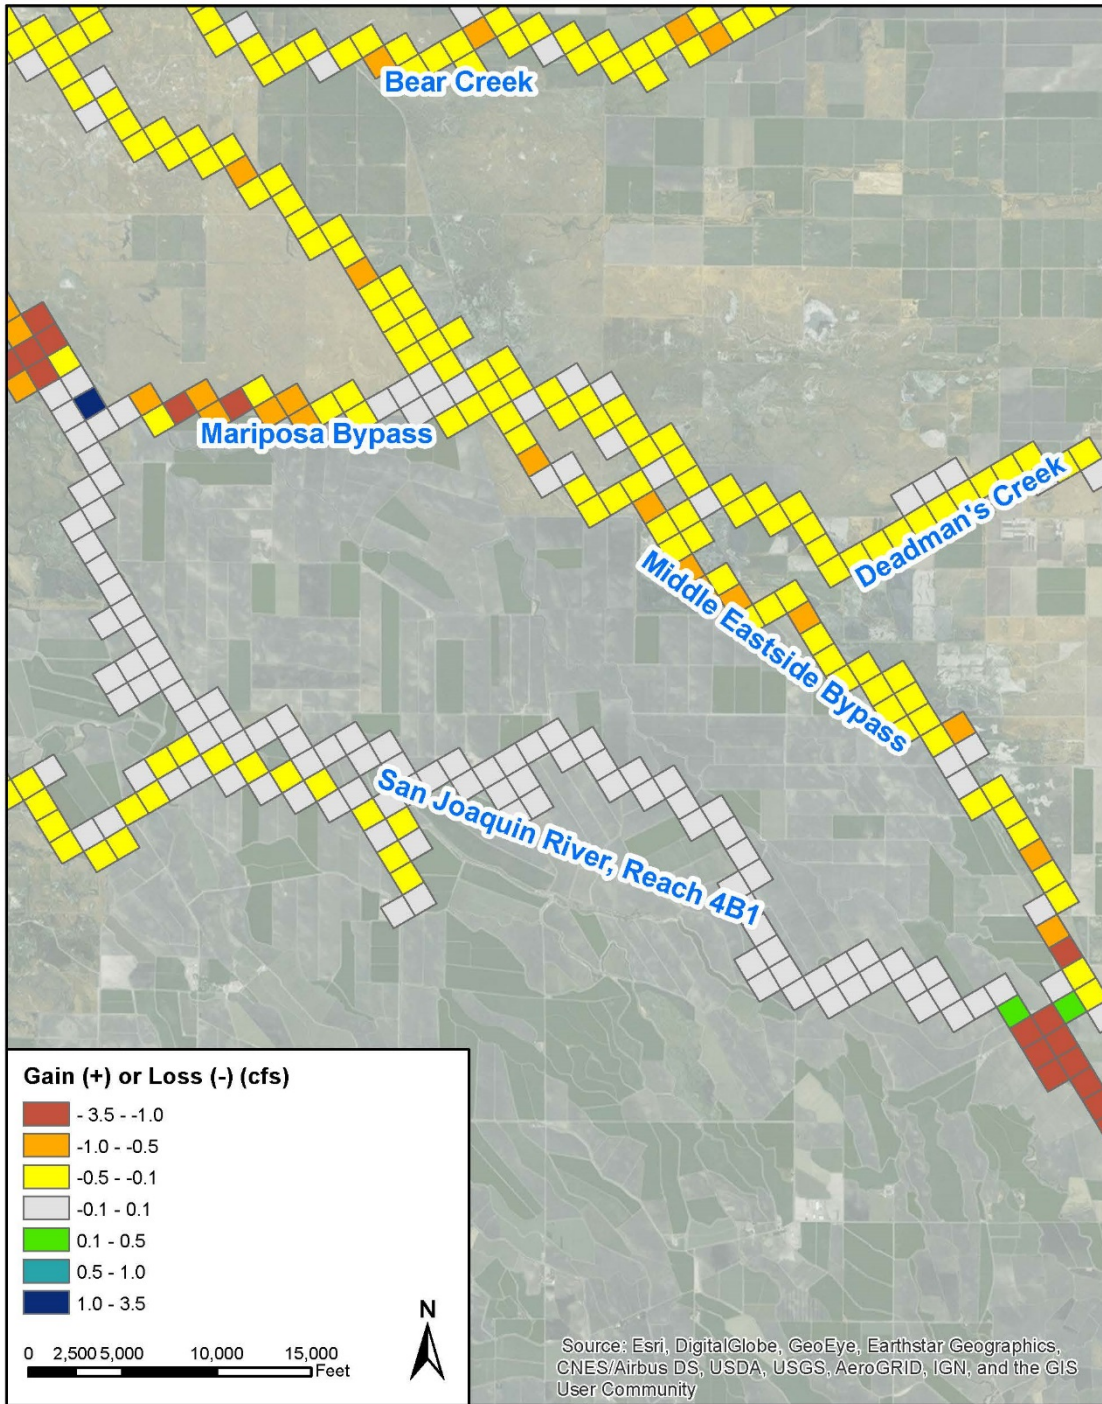 Bear Creek
Mariposa Bypass
Deadman's Creek
Middle Eastside Bypass
San Joaquin River, Reach 4B1
Gain (+) or Loss (-) (cfs)
- 3.5 - -1.0
-1.0 - -0.5
-0.5 - -0.1
-0.1 - 0.1
0.1 - 0.5
0.5 - 1.0
1.0 - 3.5
N
0 2,500 5,000 10,000 15,000
Feet
Source: Esri, DigitalGlobe, GeoEye, Earthstar Geographics,
CNES/Airbus DS, USDA, USGS, AeroGRID, IGN, and the GIS
User Community